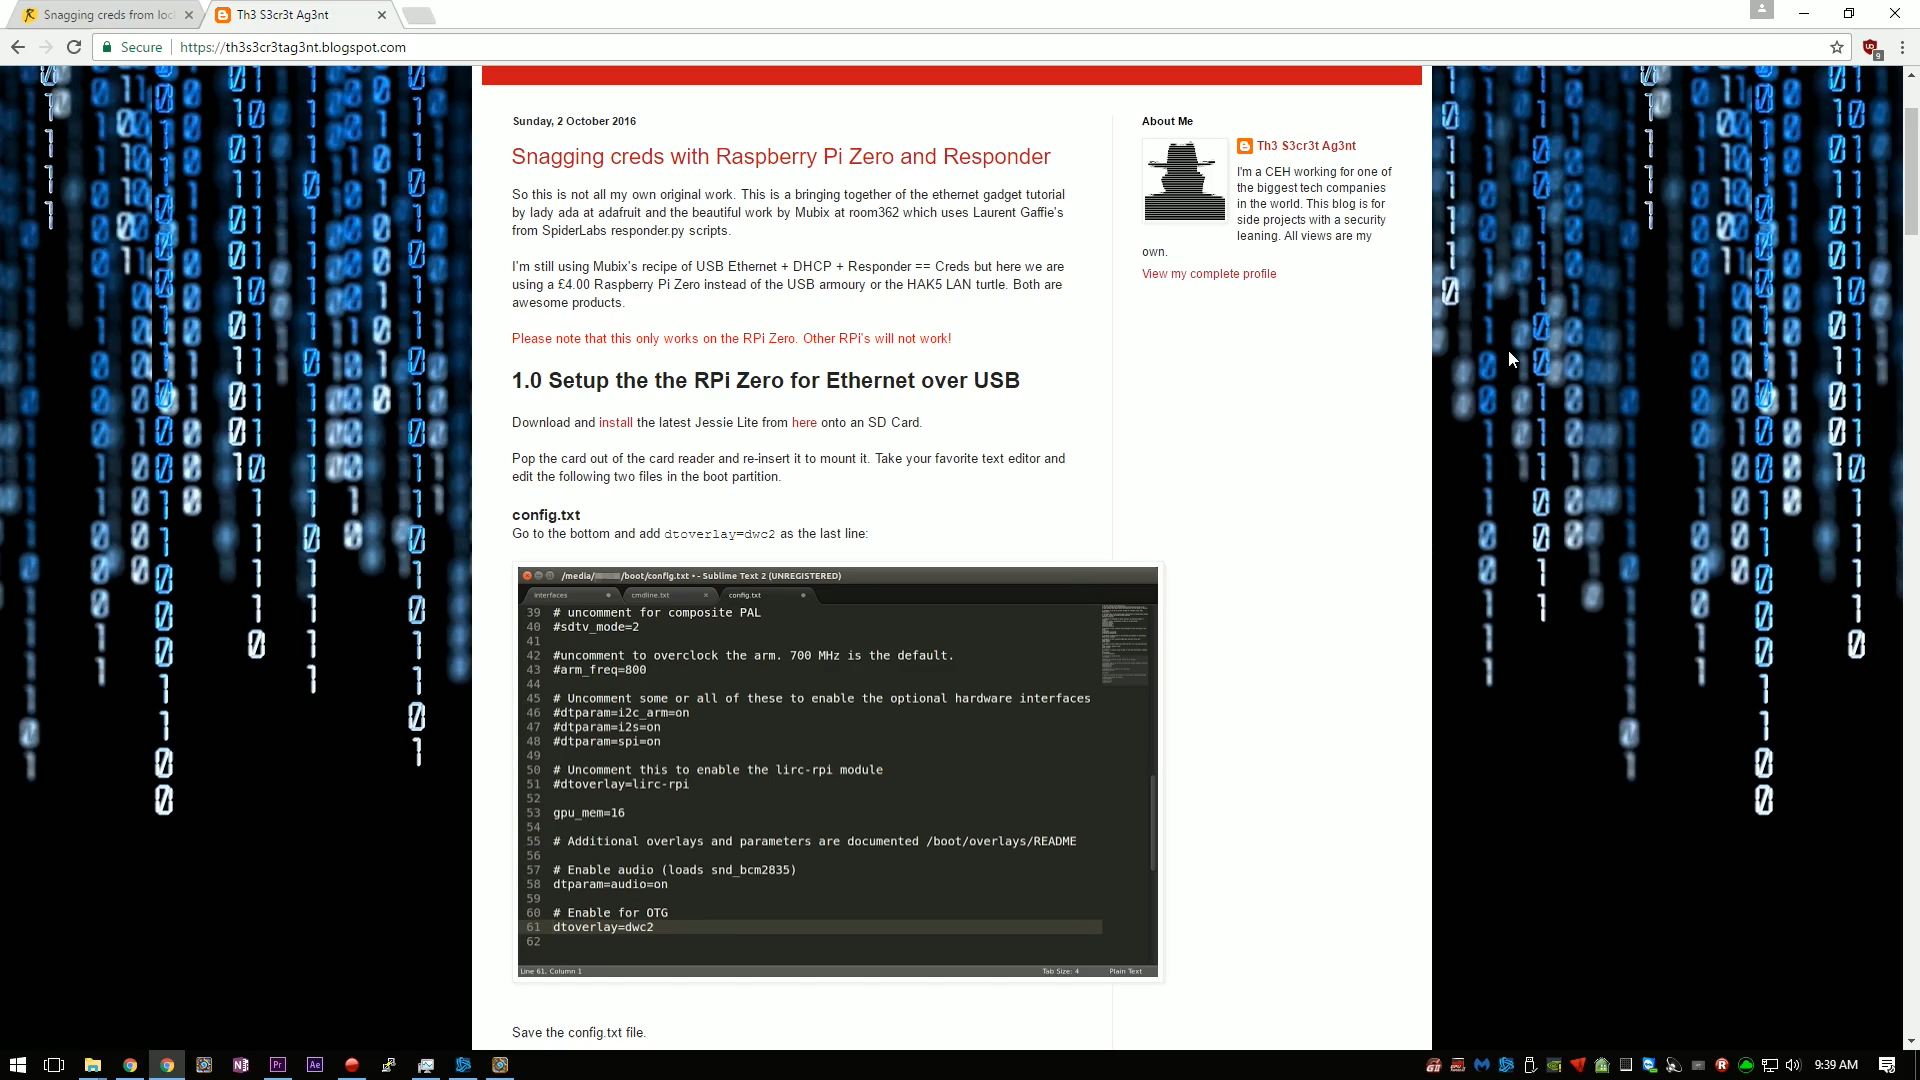 Snagging creds from loc
Th3 S3cr3t Ag3nt
Secure
https://th3s3cr3tag3nt.blogspot.com
Sunday, 2 October 2016
Snagging creds with Raspberry Pi Zero and Responder
So this is not all my own original work. This is a bringing together of the ethernet gadget tutorial
by lady ada at adafruit and the beautiful work by Mubix at room362 which uses Laurent Gaffie's
from SpiderLabs responder.py scripts.
I'm still using Mubix's recipe of USB Ethernet + DHCP + Responder == Creds but here we are
using a £4.00 Raspberry Pi Zero instead of the USB armoury or the HAK5 LAN turtle. Both are
awesome products.
Please note that this only works on the RPi Zero. Other RPi's will not work!
1.0 Setup the the RPi Zero for Ethernet over USB
Download and install the latest Jessie Lite from here onto an SD Card.
Pop the card out of the card reader and re-insert it to mount it. Take your favorite text editor and
edit the following two files in the boot partition.
config.txt
Go to the bottom and add dtoverlay=dwc2 as the last line:
/media/ /boot/config.txt • - Sublime Text 2 (UNREGISTERED)
interfaces
cmdline.txt
config.txt
39 # uncomment for composite PAL
40 #sdtv_mode=2
41
42 #uncomment to overclock the arm. 700 MHz is the default.
43 #arm_freq=800
44
45 # Uncomment some or all of these to enable the optional hardware interfaces
46 #dtparam=i2c_arm=on
47 #dtparam=i2s=on
48 #dtparam=spi=on
49
50 # Uncomment this to enable the lirc-rpi module
51 #dtoverlay=lirc-rpi
52
53 gpu_mem=16
54
55 # Additional overlays and parameters are documented /boot/overlays/README
56
57 # Enable audio (loads snd_bcm2835)
58 dtparam=audio=on
59
60 # Enable for OTG
61 dtoverlay=dwc2
62
Line 61, Column 1
Tab Size: 4
Plain Text
Save the config.txt file.
About Me
Th3 S3cr3t Ag3nt
I'm a CEH working for one of
the biggest tech companies
in the world. This blog is for
side projects with a security
leaning. All views are my
own.
View my complete profile
9:39 AM